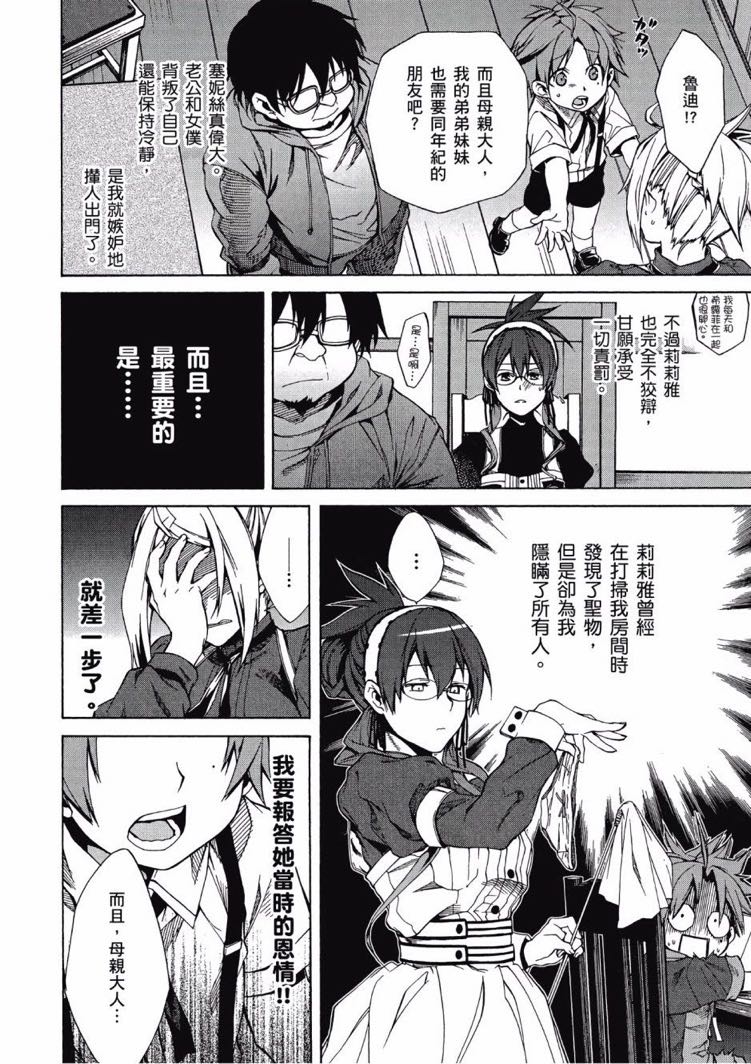 魯迪!?
ガタッ
而且母親大人，
我的弟弟妹妹
也需要同年紀的
朋友吧？
塞妮絲真偉大。
老公和女僕
背叛了自己
還能保持冷靜，
是我就嫉妒地
攆人出門了。
我每天和
希露菲在一起
也很開心。
不過莉莉雅
也完全不狡辯，
甘願承受
一切責罰。
是…是啊…
而且…
最重要的
是……
莉莉雅曾經
在打掃我房間時
發現了聖物，
但是卻為我
隱瞞了所有人。
…
…
就差一步了。
我要報答她當時的恩情!!
而且，母親大人…